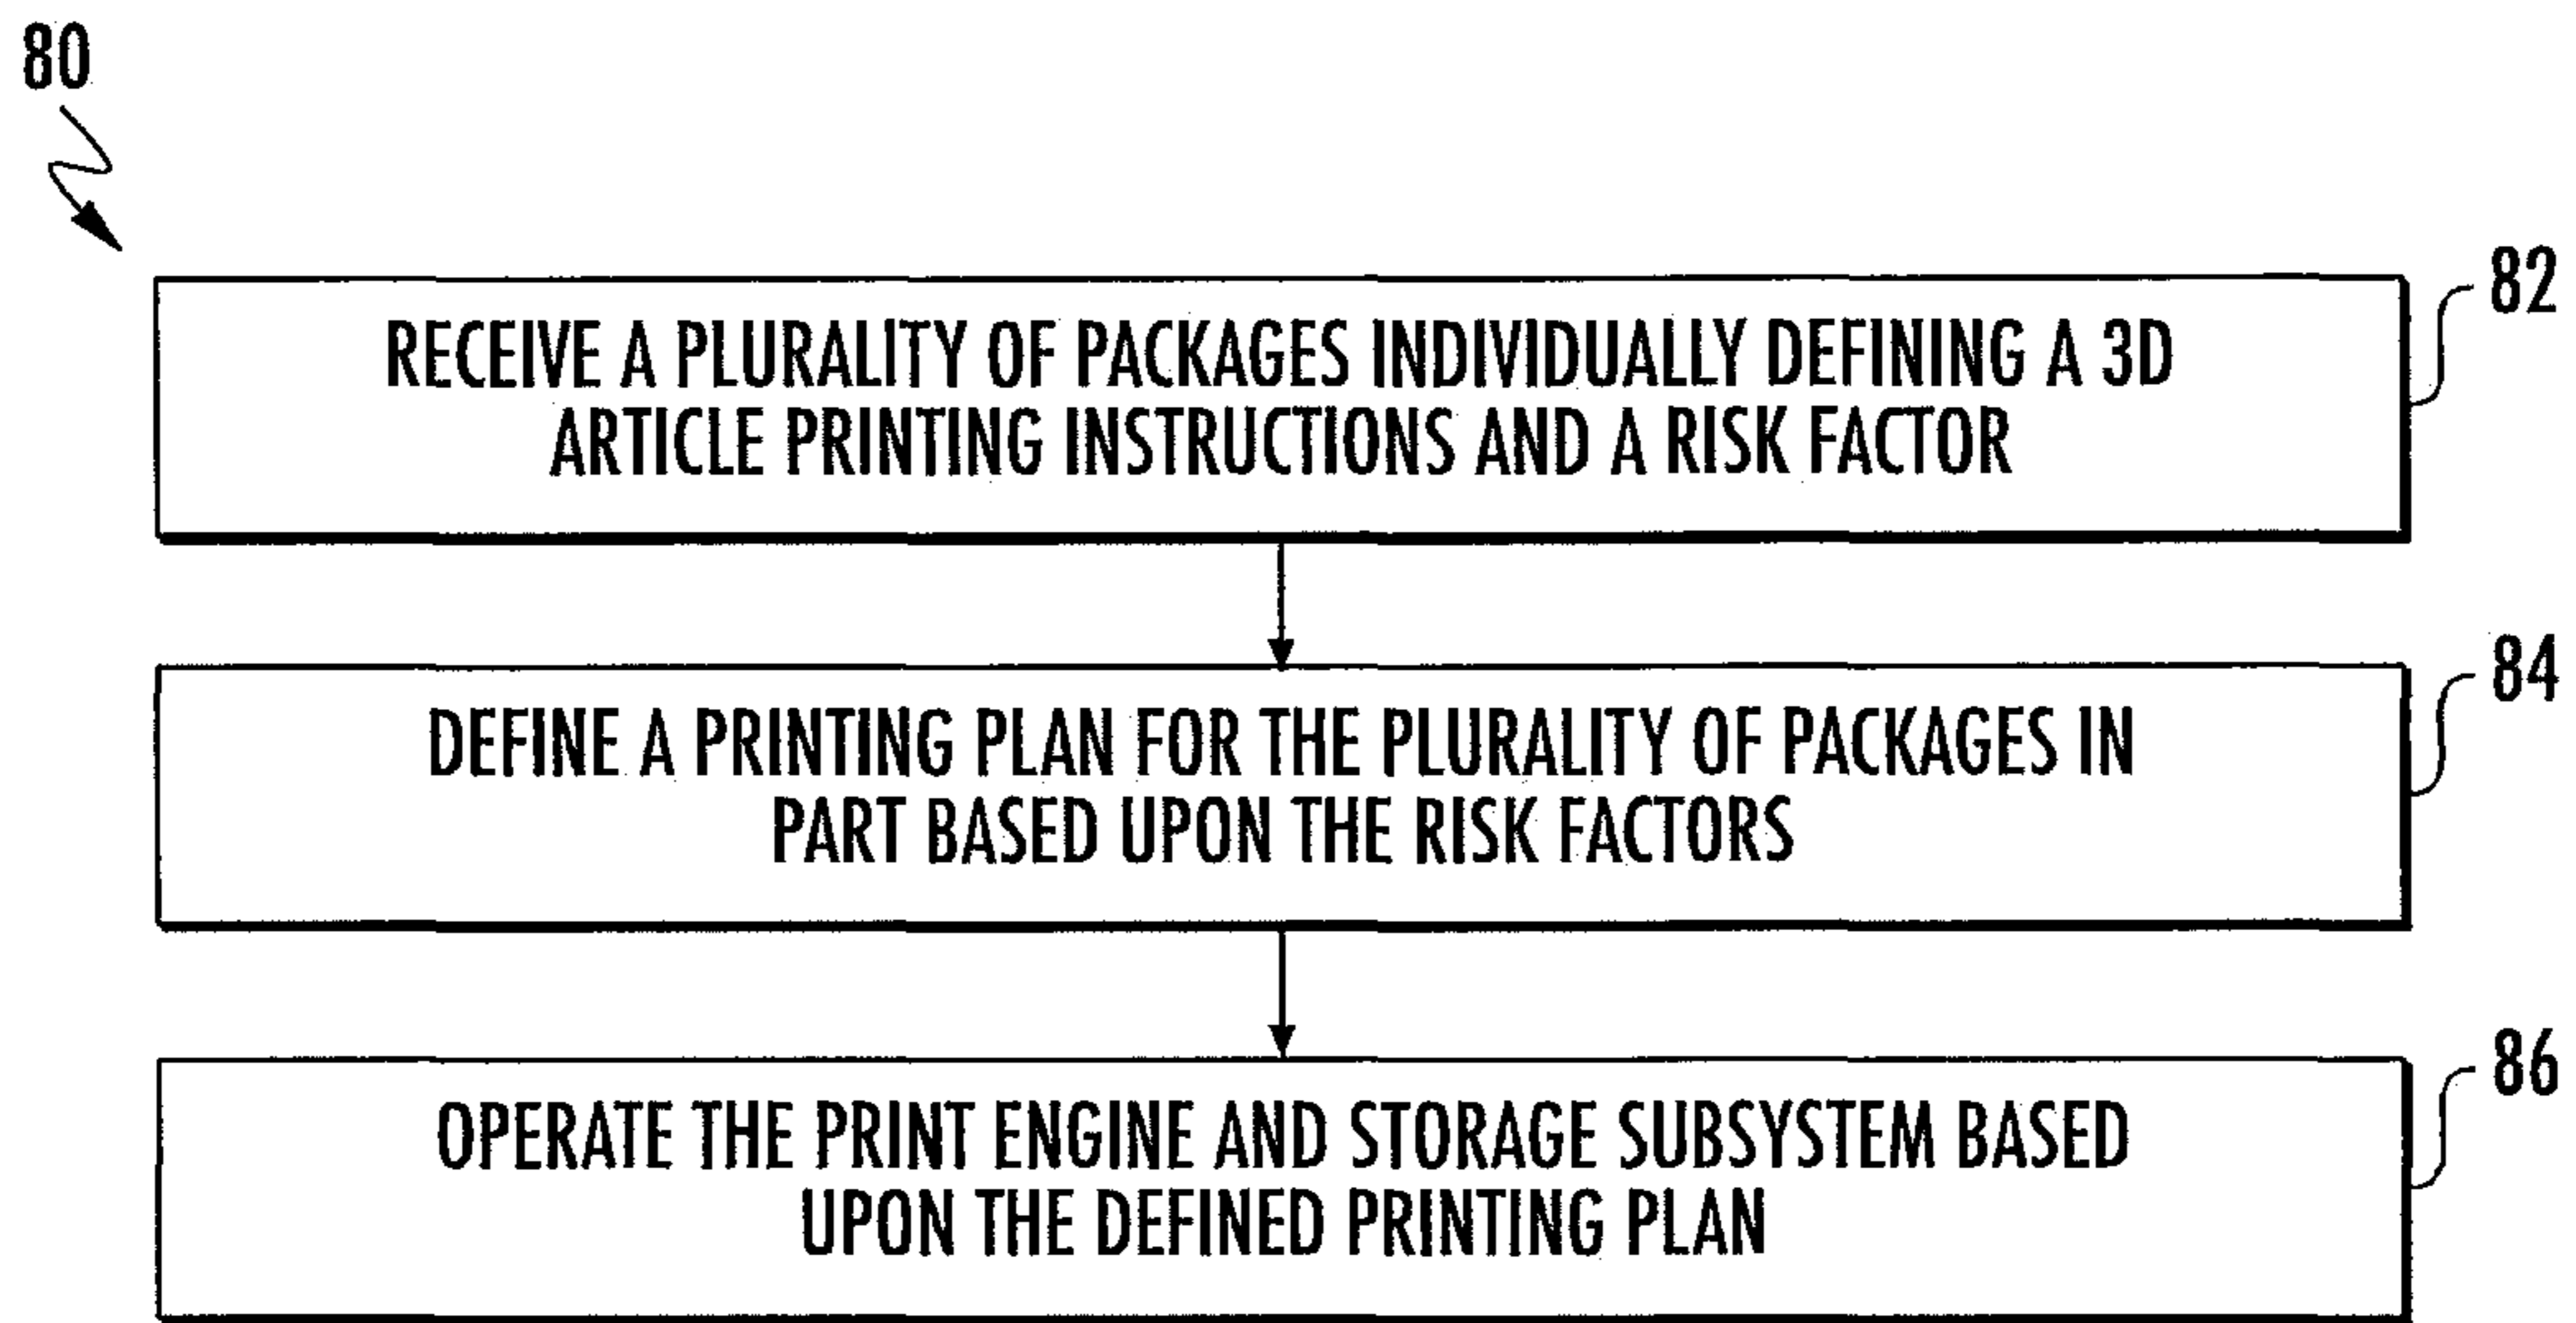 80
82
RECEIVE A PLURALITY OF PACKAGES INDIVIDUALLY DEFINING A 3D
ARTICLE PRINTING INSTRUCTIONS AND A RISK FACTOR
84
DEFINE A PRINTING PLAN FOR THE PLURALITY OF PACKAGES IN
PART BASED UPON THE RISK FACTORS
86
OPERATE THE PRINT ENGINE AND STORAGE SUBSYSTEM BASED
UPON THE DEFINED PRINTING PLAN